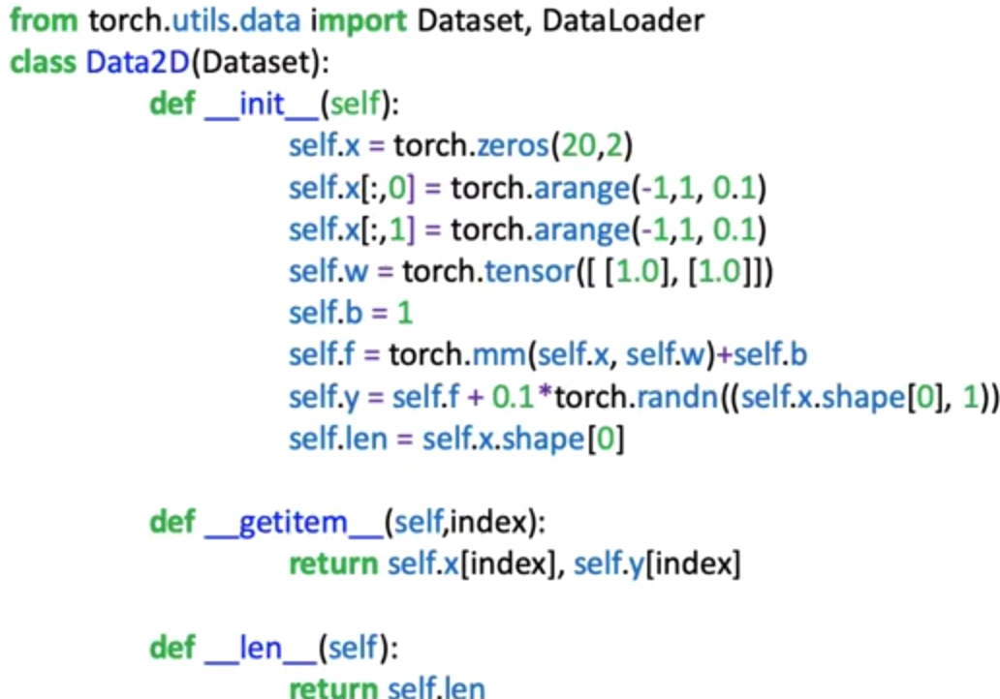 from torch.utils.data import Dataset, DataLoader
class Data2D(Dataset):
def __init__(self):
self.x = torch.zeros(20,2)
self.x[:,0] = torch.arange(-1,1, 0.1)
self.x[:,1] = torch.arange(-1,1, 0.1)
self.w = torch.tensor([ [1.0], [1.0]])
self.b = 1
self.f = torch.mm(self.x, self.w)+self.b
self.y = self.f + 0.1*torch.randn((self.x.shape[0], 1))
self.len = self.x.shape[0]
def __getitem__(self,index):
return self.x[index], self.y[index]
def __len__(self):
return self.len